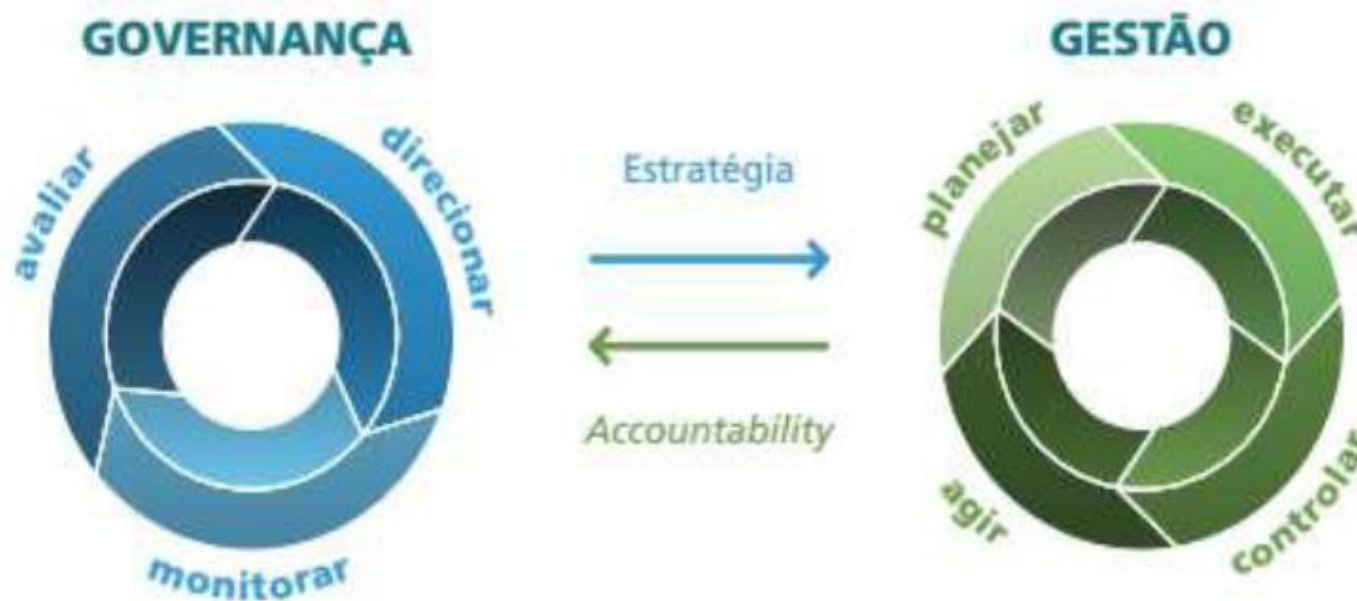 GOVERNANÇA
avaliar
direcionar
monitorar
Estratégia
Accountability
GESTÃO
planejar
executar
controlar
agir